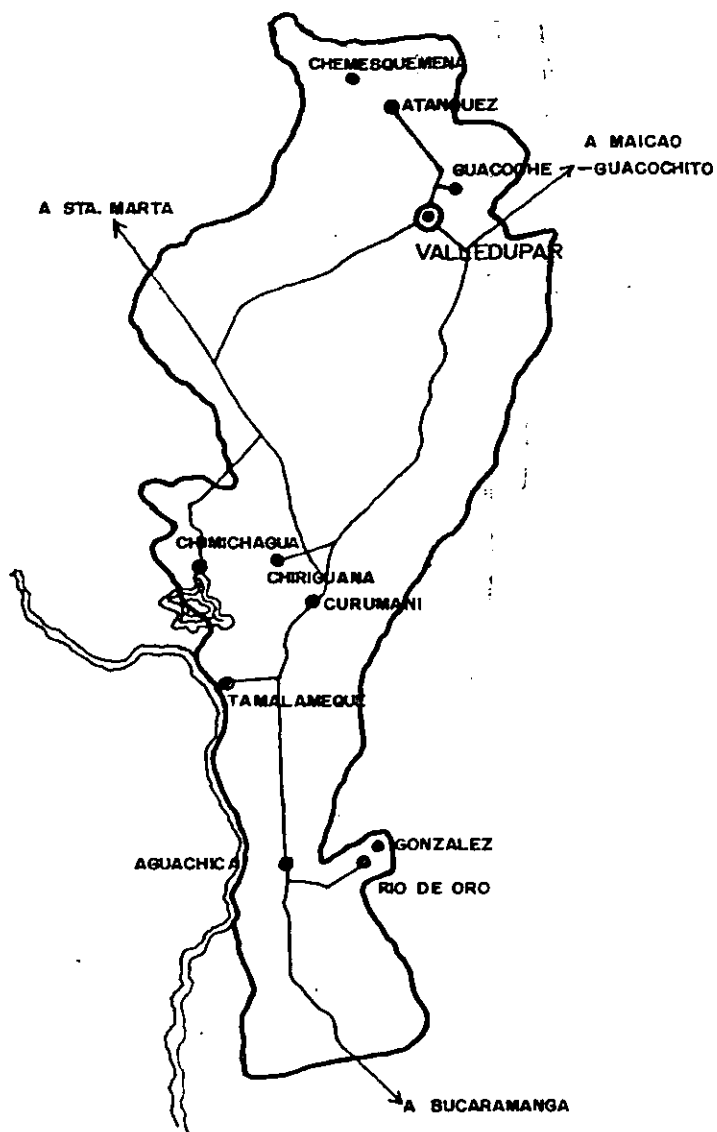 CHEMESQUEMENA
ATANQUEZ
A MAICAO
GUACOCHE -- GUACOCHITO
A STA. MARTA
VALLEDUPAR
CHIMICHAGUA
CHIRIGUANA
CURUMANI
TAMALAMEQUE
GONZALEZ
AGUACHICA
RIO DE ORO
A BUCARAMANGA